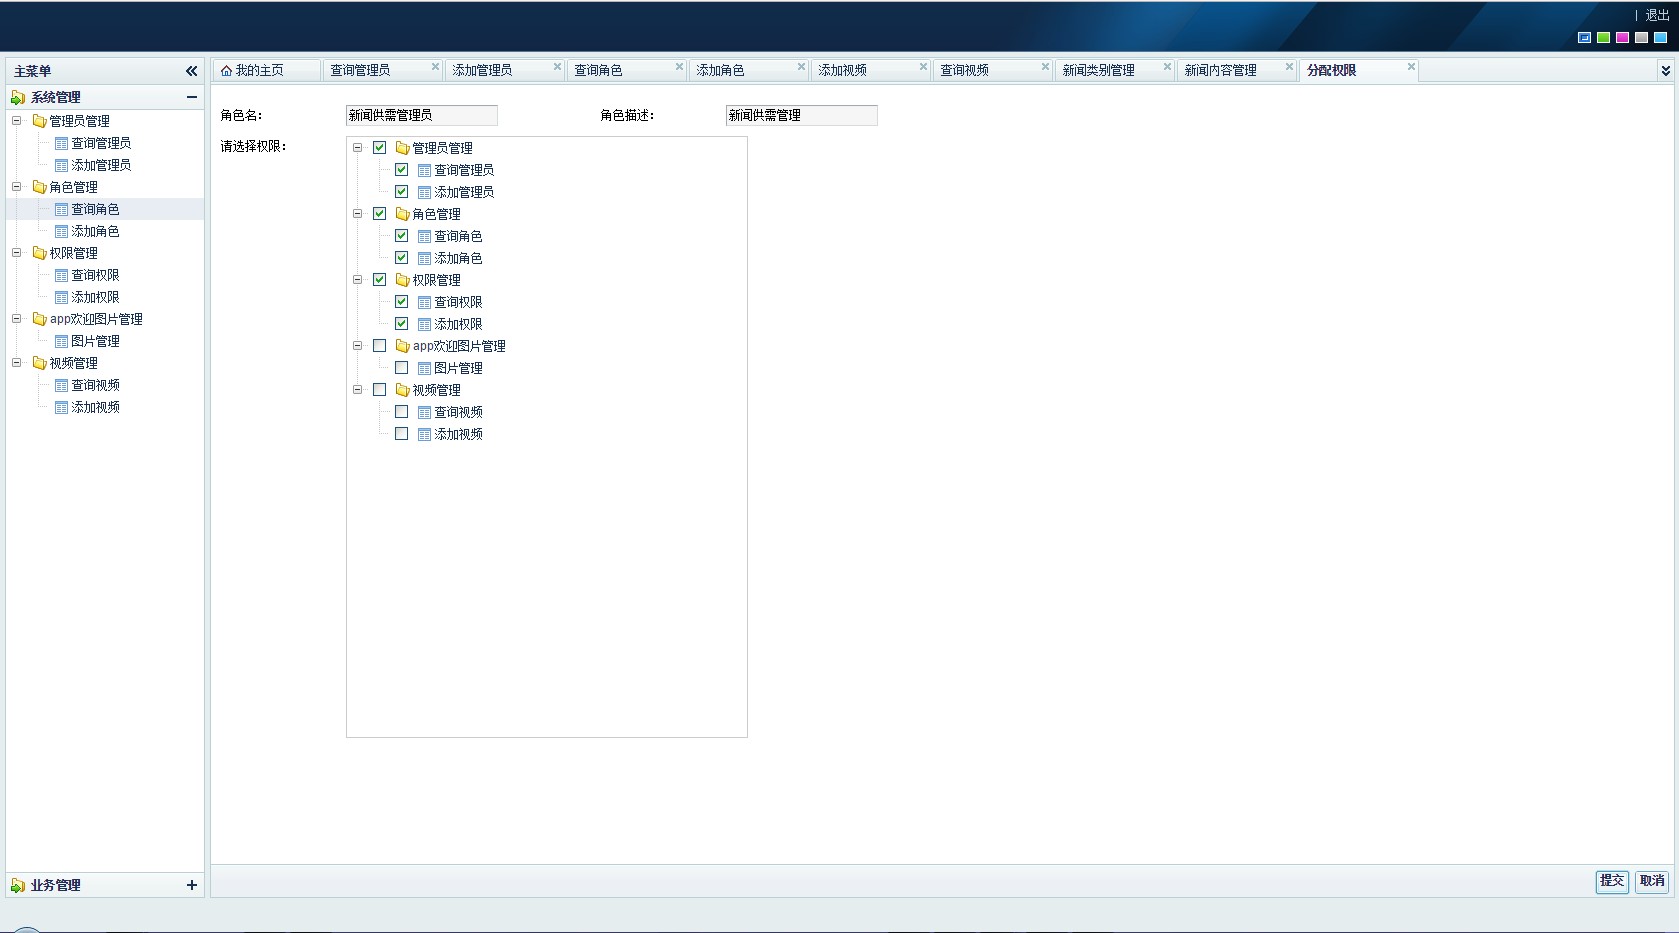 | 退出
主菜单
系统管理
管理员管理
查询管理员
添加管理员
角色管理
查询角色
添加角色
权限管理
查询权限
添加权限
app欢迎图片管理
图片管理
视频管理
查询视频
添加视频
业务管理
我的主页 查询管理员 添加管理员 查询角色 添加角色 添加视频 查询视频 新闻类别管理 新闻内容管理 分配权限
角色名： 新闻供需管理员 角色描述： 新闻供需管理
请选择权限：
管理员管理
查询管理员
添加管理员
角色管理
查询角色
添加角色
权限管理
查询权限
添加权限
app欢迎图片管理
图片管理
视频管理
查询视频
添加视频
提交 取消